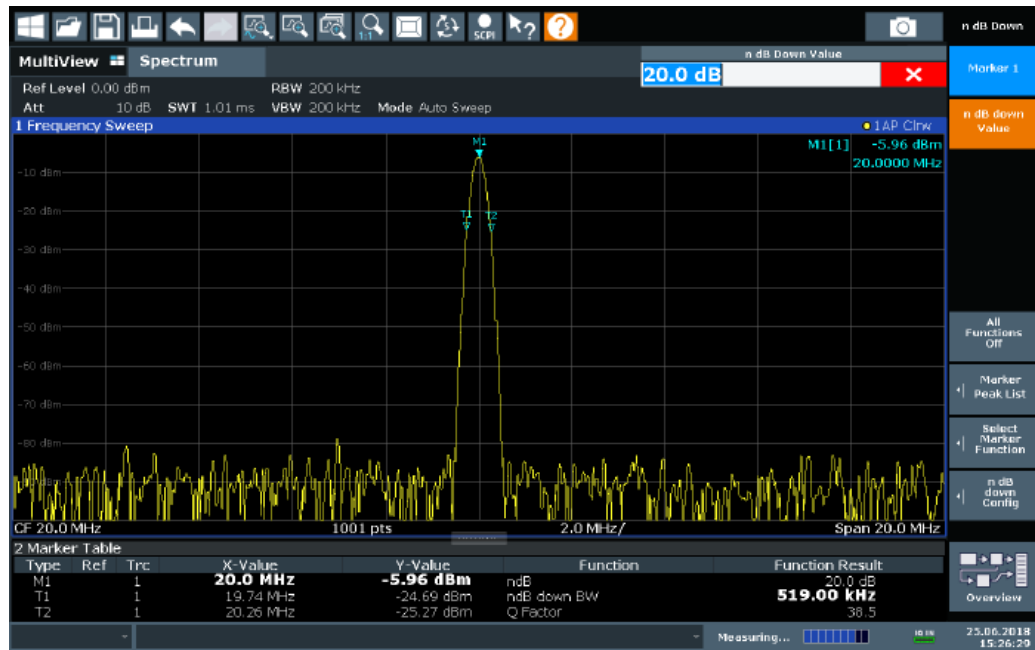 SCPI
1:1
n dB Down
MultiView
Spectrum
n dB Down Value
20.0 dB
Marker 1
Ref Level 0.00 dBm RBW 200 kHz
Att 10 dB SWT 1.01 ms VBW 200 kHz Mode Auto Sweep
n dB down
Value
1 Frequency Sweep
1AP Clrw
M1
M1[1] -5.96 dBm
20.0000 MHz
-10 dBm
-20 dBm
T1 T2
-30 dBm
-40 dBm
-50 dBm
All
Functions
Off
-60 dBm
Marker
Peak List
-70 dBm
Select
Marker
Function
-80 dBm
n dB
down
Config
CF 20.0 MHz 1001 pts 2.0 MHz/ Span 20.0 MHz
2 Marker Table
Type Ref Trc X-Value Y-Value Function Function Result
M1 1 20.0 MHz -5.96 dBm ndB 20.0 dB
T1 1 19.74 MHz -24.69 dBm ndB down BW 519.00 kHz
T2 1 20.26 MHz -25.27 dBm Q Factor 38.5
Overview
Measuring...
25.06.2018
15:26:29